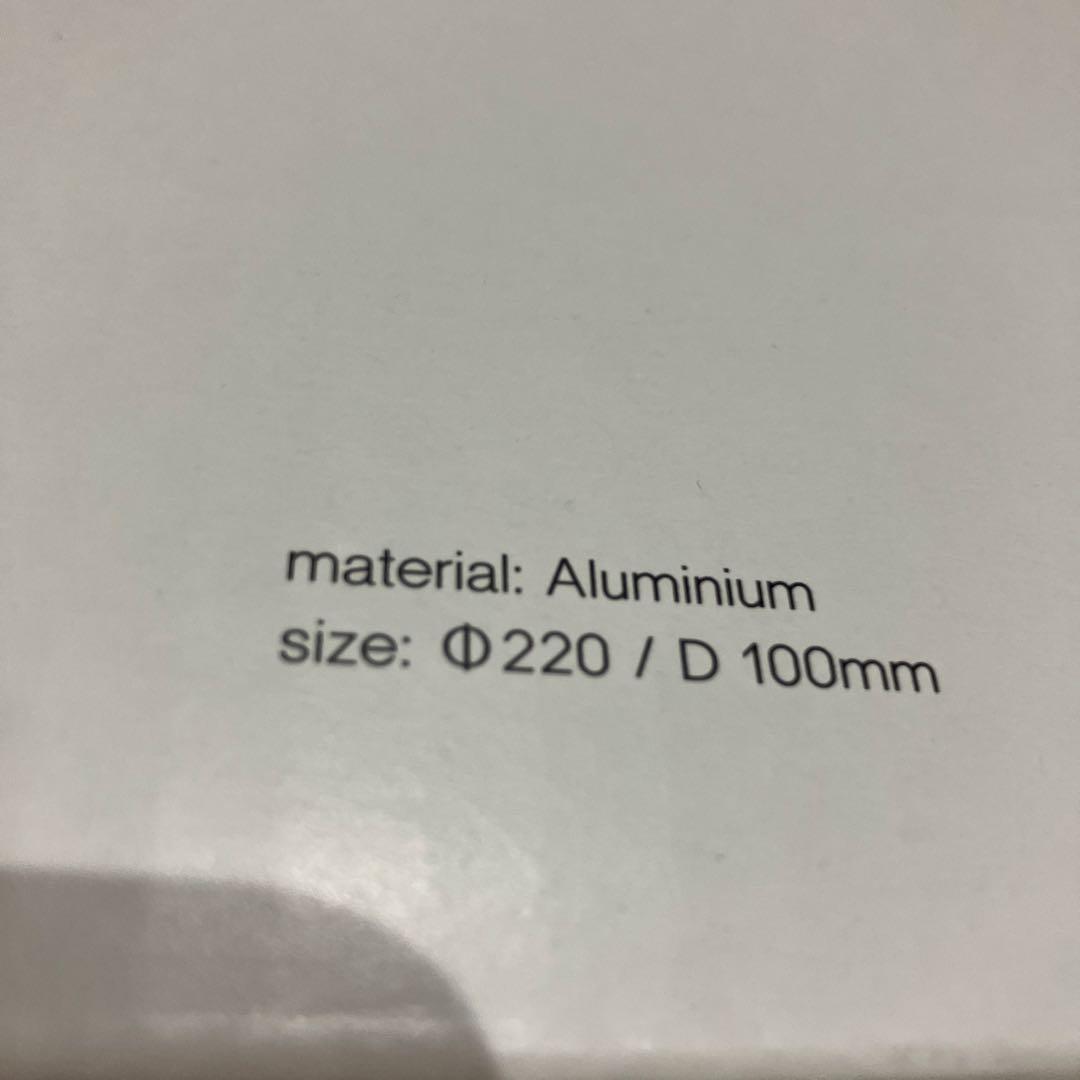 material: Aluminium
size: Φ220 / D 100mm